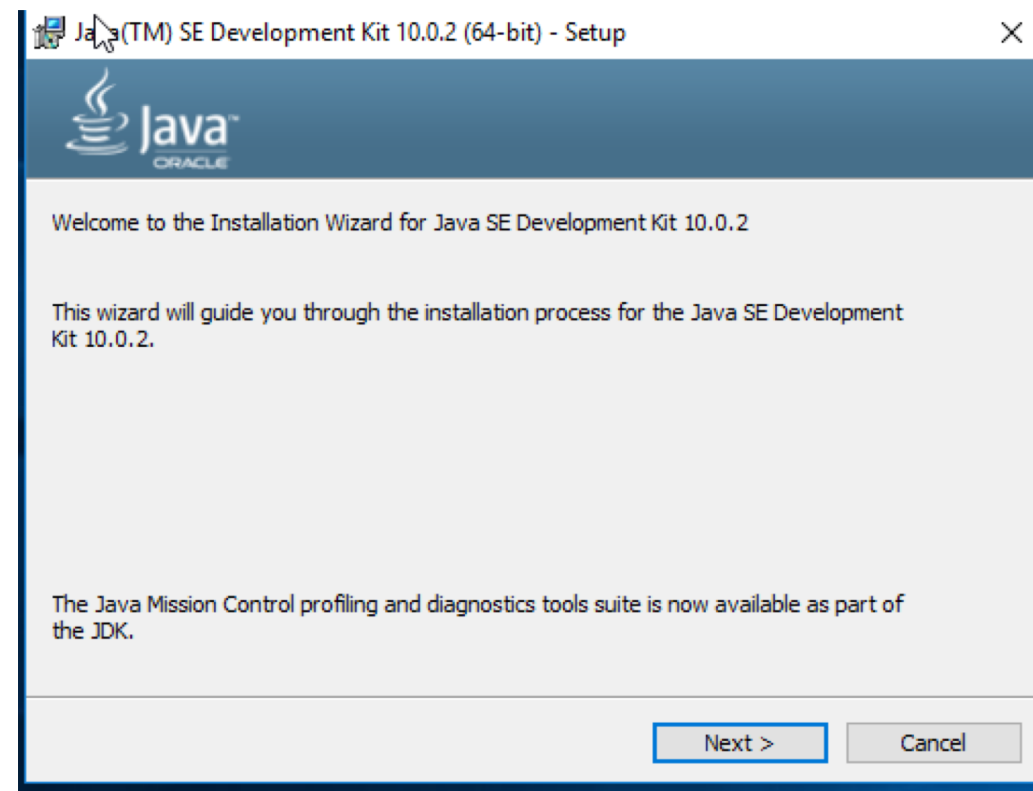 Java(TM) SE Development Kit 10.0.2 (64-bit) - Setup
Java™
ORACLE
Welcome to the Installation Wizard for Java SE Development Kit 10.0.2
This wizard will guide you through the installation process for the Java SE Development
Kit 10.0.2.
The Java Mission Control profiling and diagnostics tools suite is now available as part of
the JDK.
Next >
Cancel